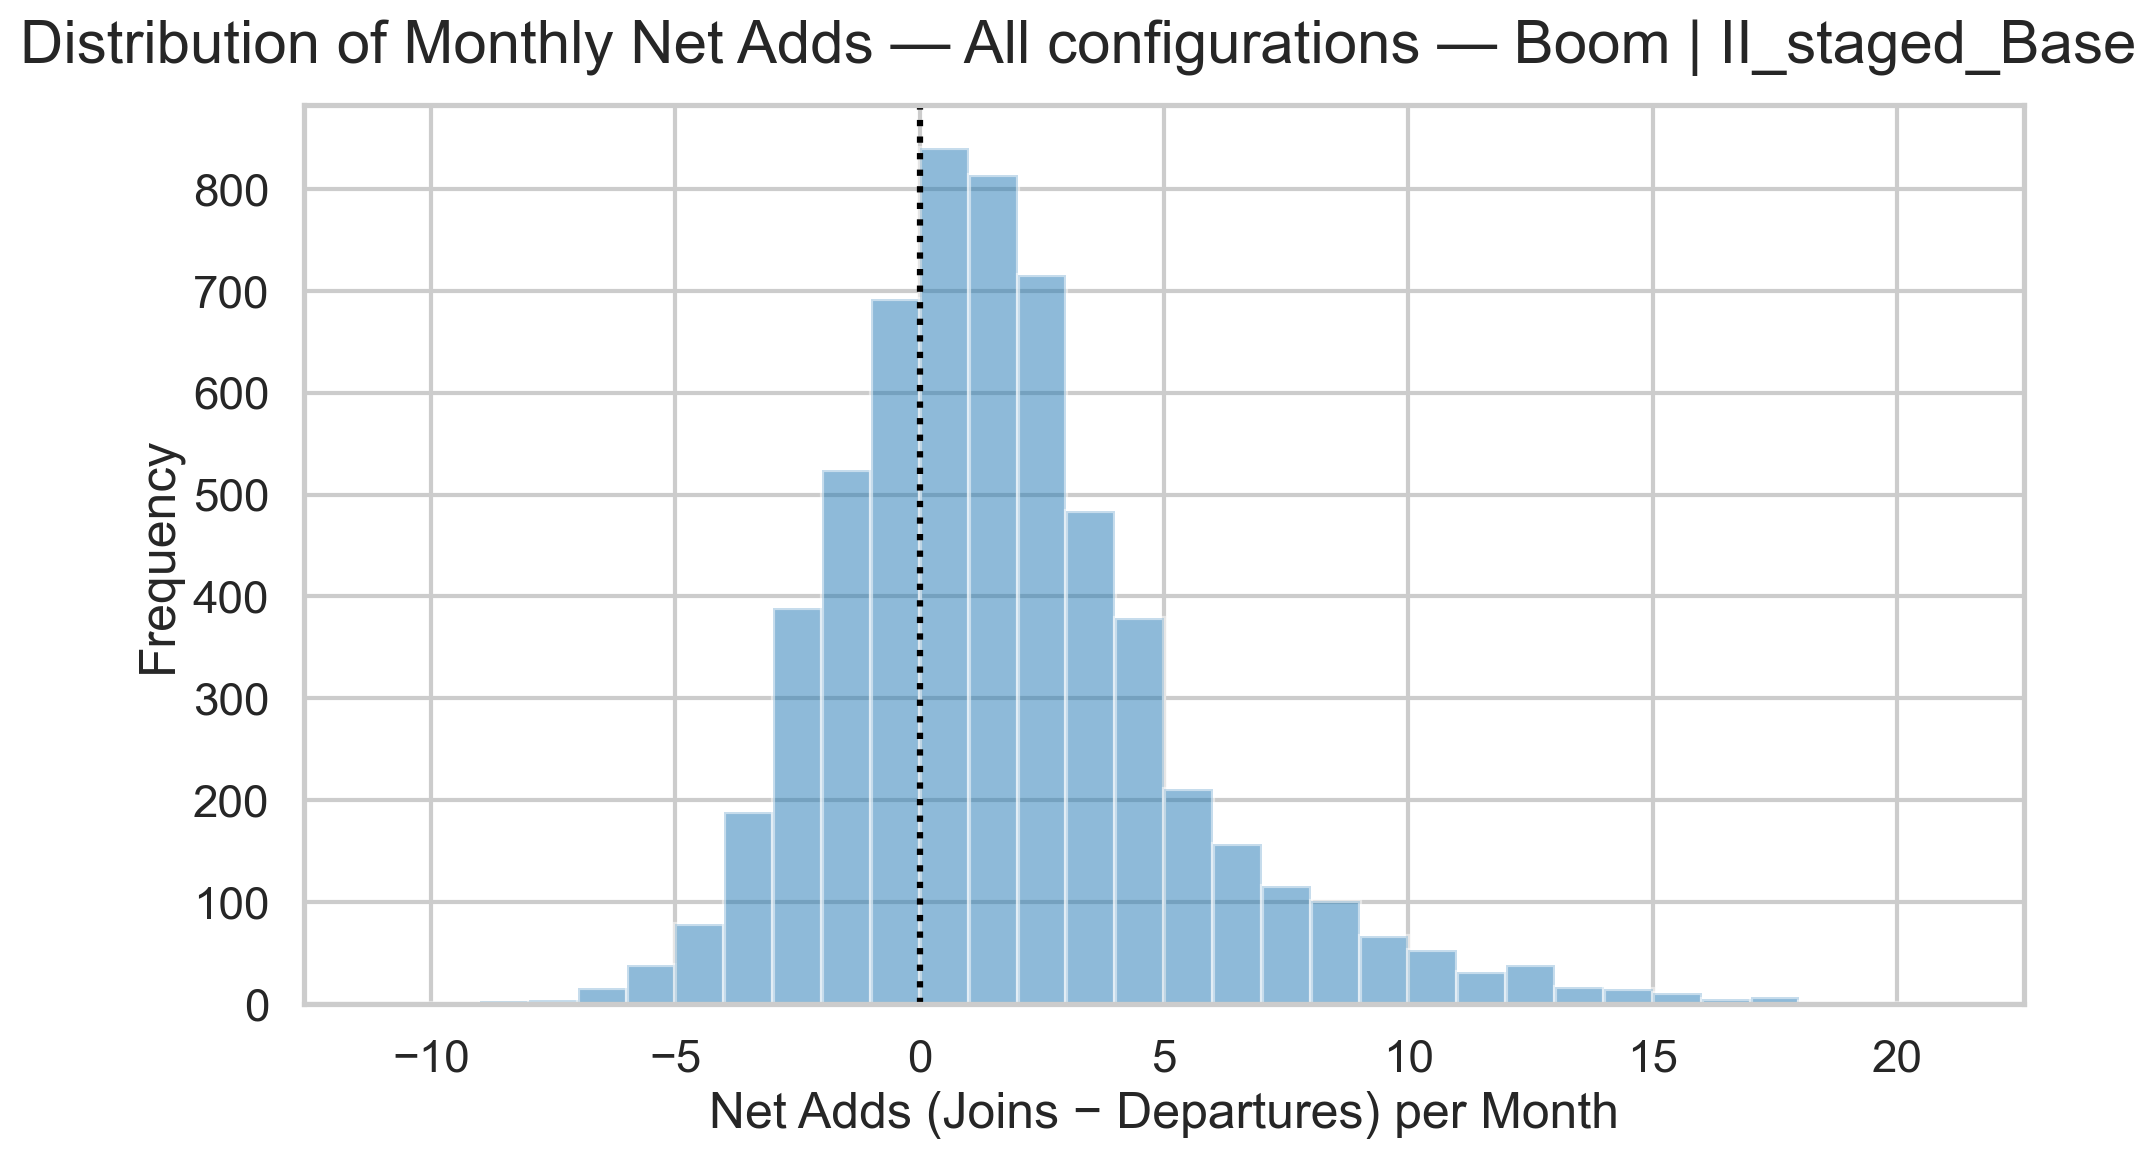 Distribution of Monthly Net Adds — All configurations — Boom | II_staged_Base
800
700
600
500
400
300
200
100
0
Frequency
−10 −5 0 5 10 15 20
Net Adds (Joins − Departures) per Month